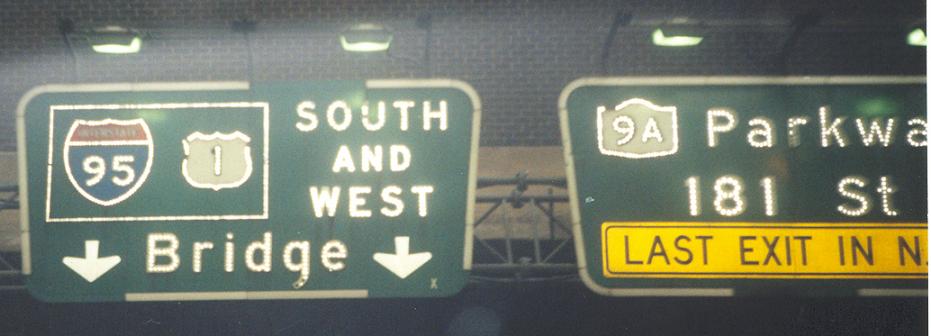 INTERSTATE
95
1
SOUTH
AND
WEST
Bridge
X
9A Parkwa
181 St
LAST EXIT IN N.